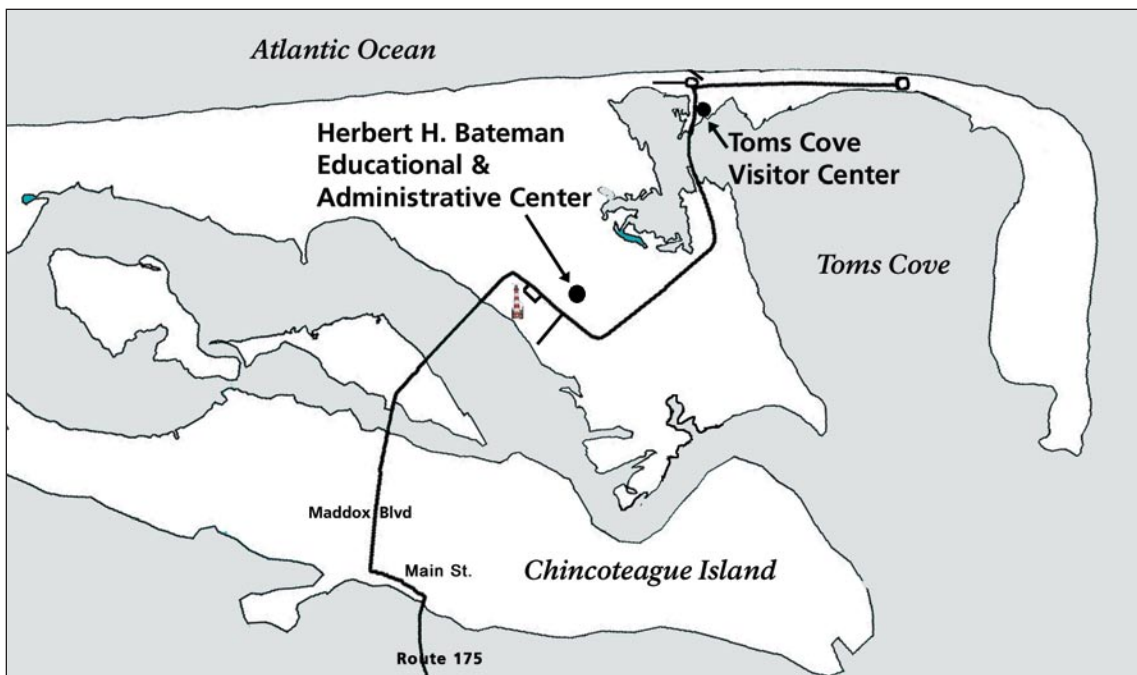 Atlantic Ocean
Herbert H. Bateman
Educational &
Administrative Center
Toms Cove
Visitor Center
Toms Cove
Maddox Blvd
Main St.
Chincoteague Island
Route 175